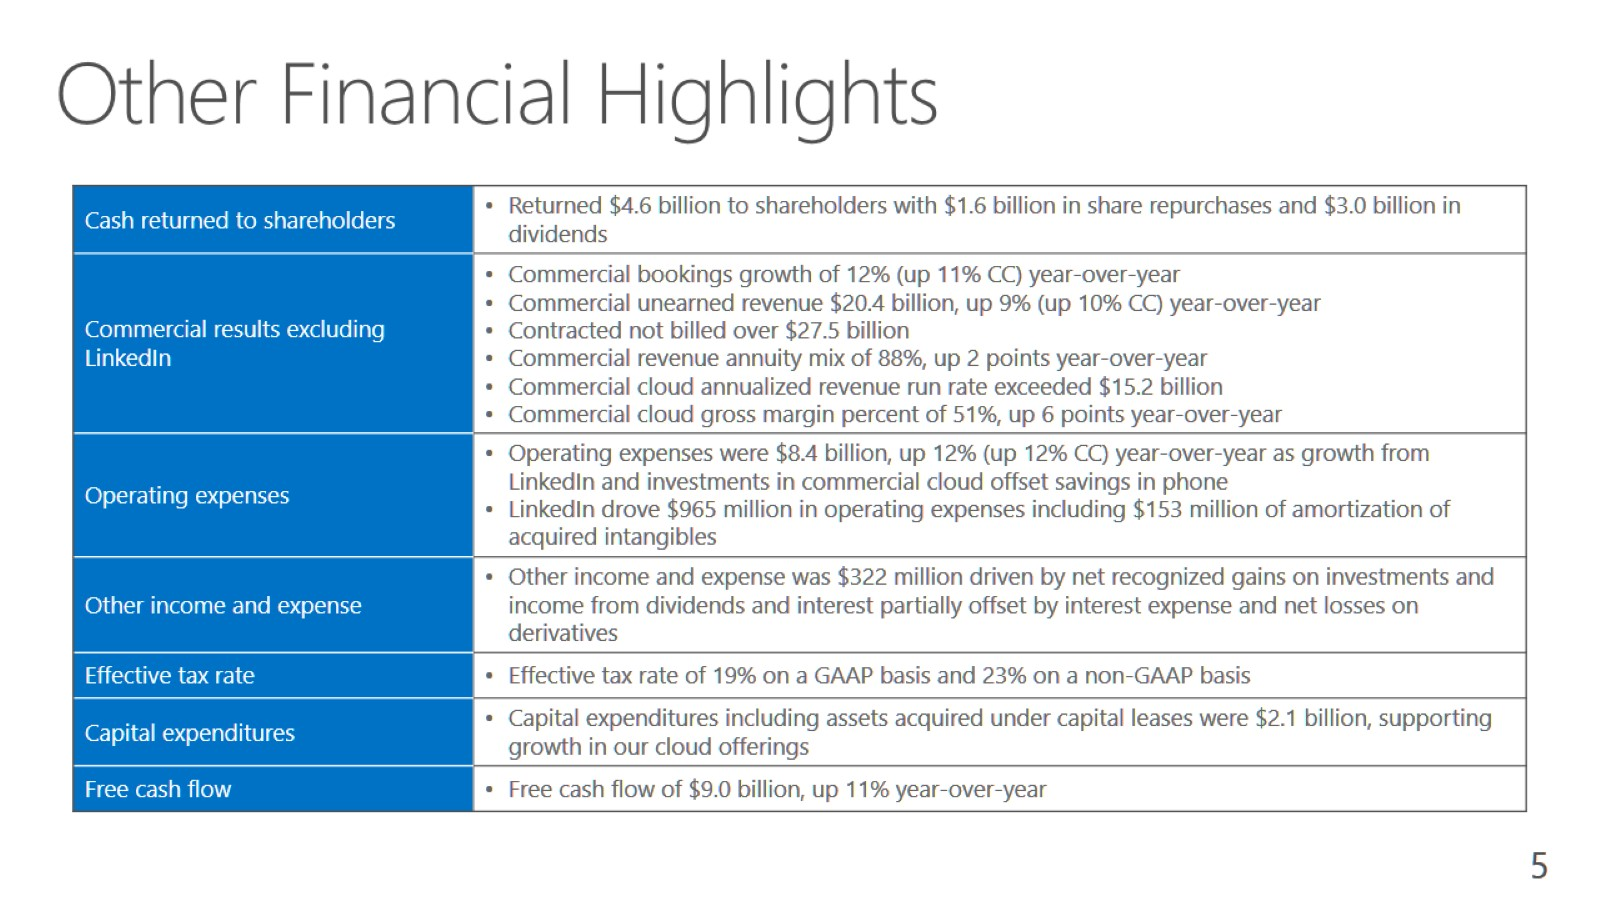 Other Financial Highlights
Cash returned to shareholders
• Returned $4.6 billion to shareholders with $1.6 billion in share repurchases and $3.0 billion in
dividends
Commercial results excluding
LinkedIn
• Commercial bookings growth of 12% (up 11% CC) year-over-year
• Commercial unearned revenue $20.4 billion, up 9% (up 10% CC) year-over-year
• Contracted not billed over $27.5 billion
• Commercial revenue annuity mix of 88%, up 2 points year-over-year
• Commercial cloud annualized revenue run rate exceeded $15.2 billion
• Commercial cloud gross margin percent of 51%, up 6 points year-over-year
Operating expenses
• Operating expenses were $8.4 billion, up 12% (up 12% CC) year-over-year as growth from
LinkedIn and investments in commercial cloud offset savings in phone
• LinkedIn drove $965 million in operating expenses including $153 million of amortization of
acquired intangibles
Other income and expense
• Other income and expense was $322 million driven by net recognized gains on investments and
income from dividends and interest partially offset by interest expense and net losses on
derivatives
Effective tax rate
• Effective tax rate of 19% on a GAAP basis and 23% on a non-GAAP basis
Capital expenditures
• Capital expenditures including assets acquired under capital leases were $2.1 billion, supporting
growth in our cloud offerings
Free cash flow
• Free cash flow of $9.0 billion, up 11% year-over-year
5